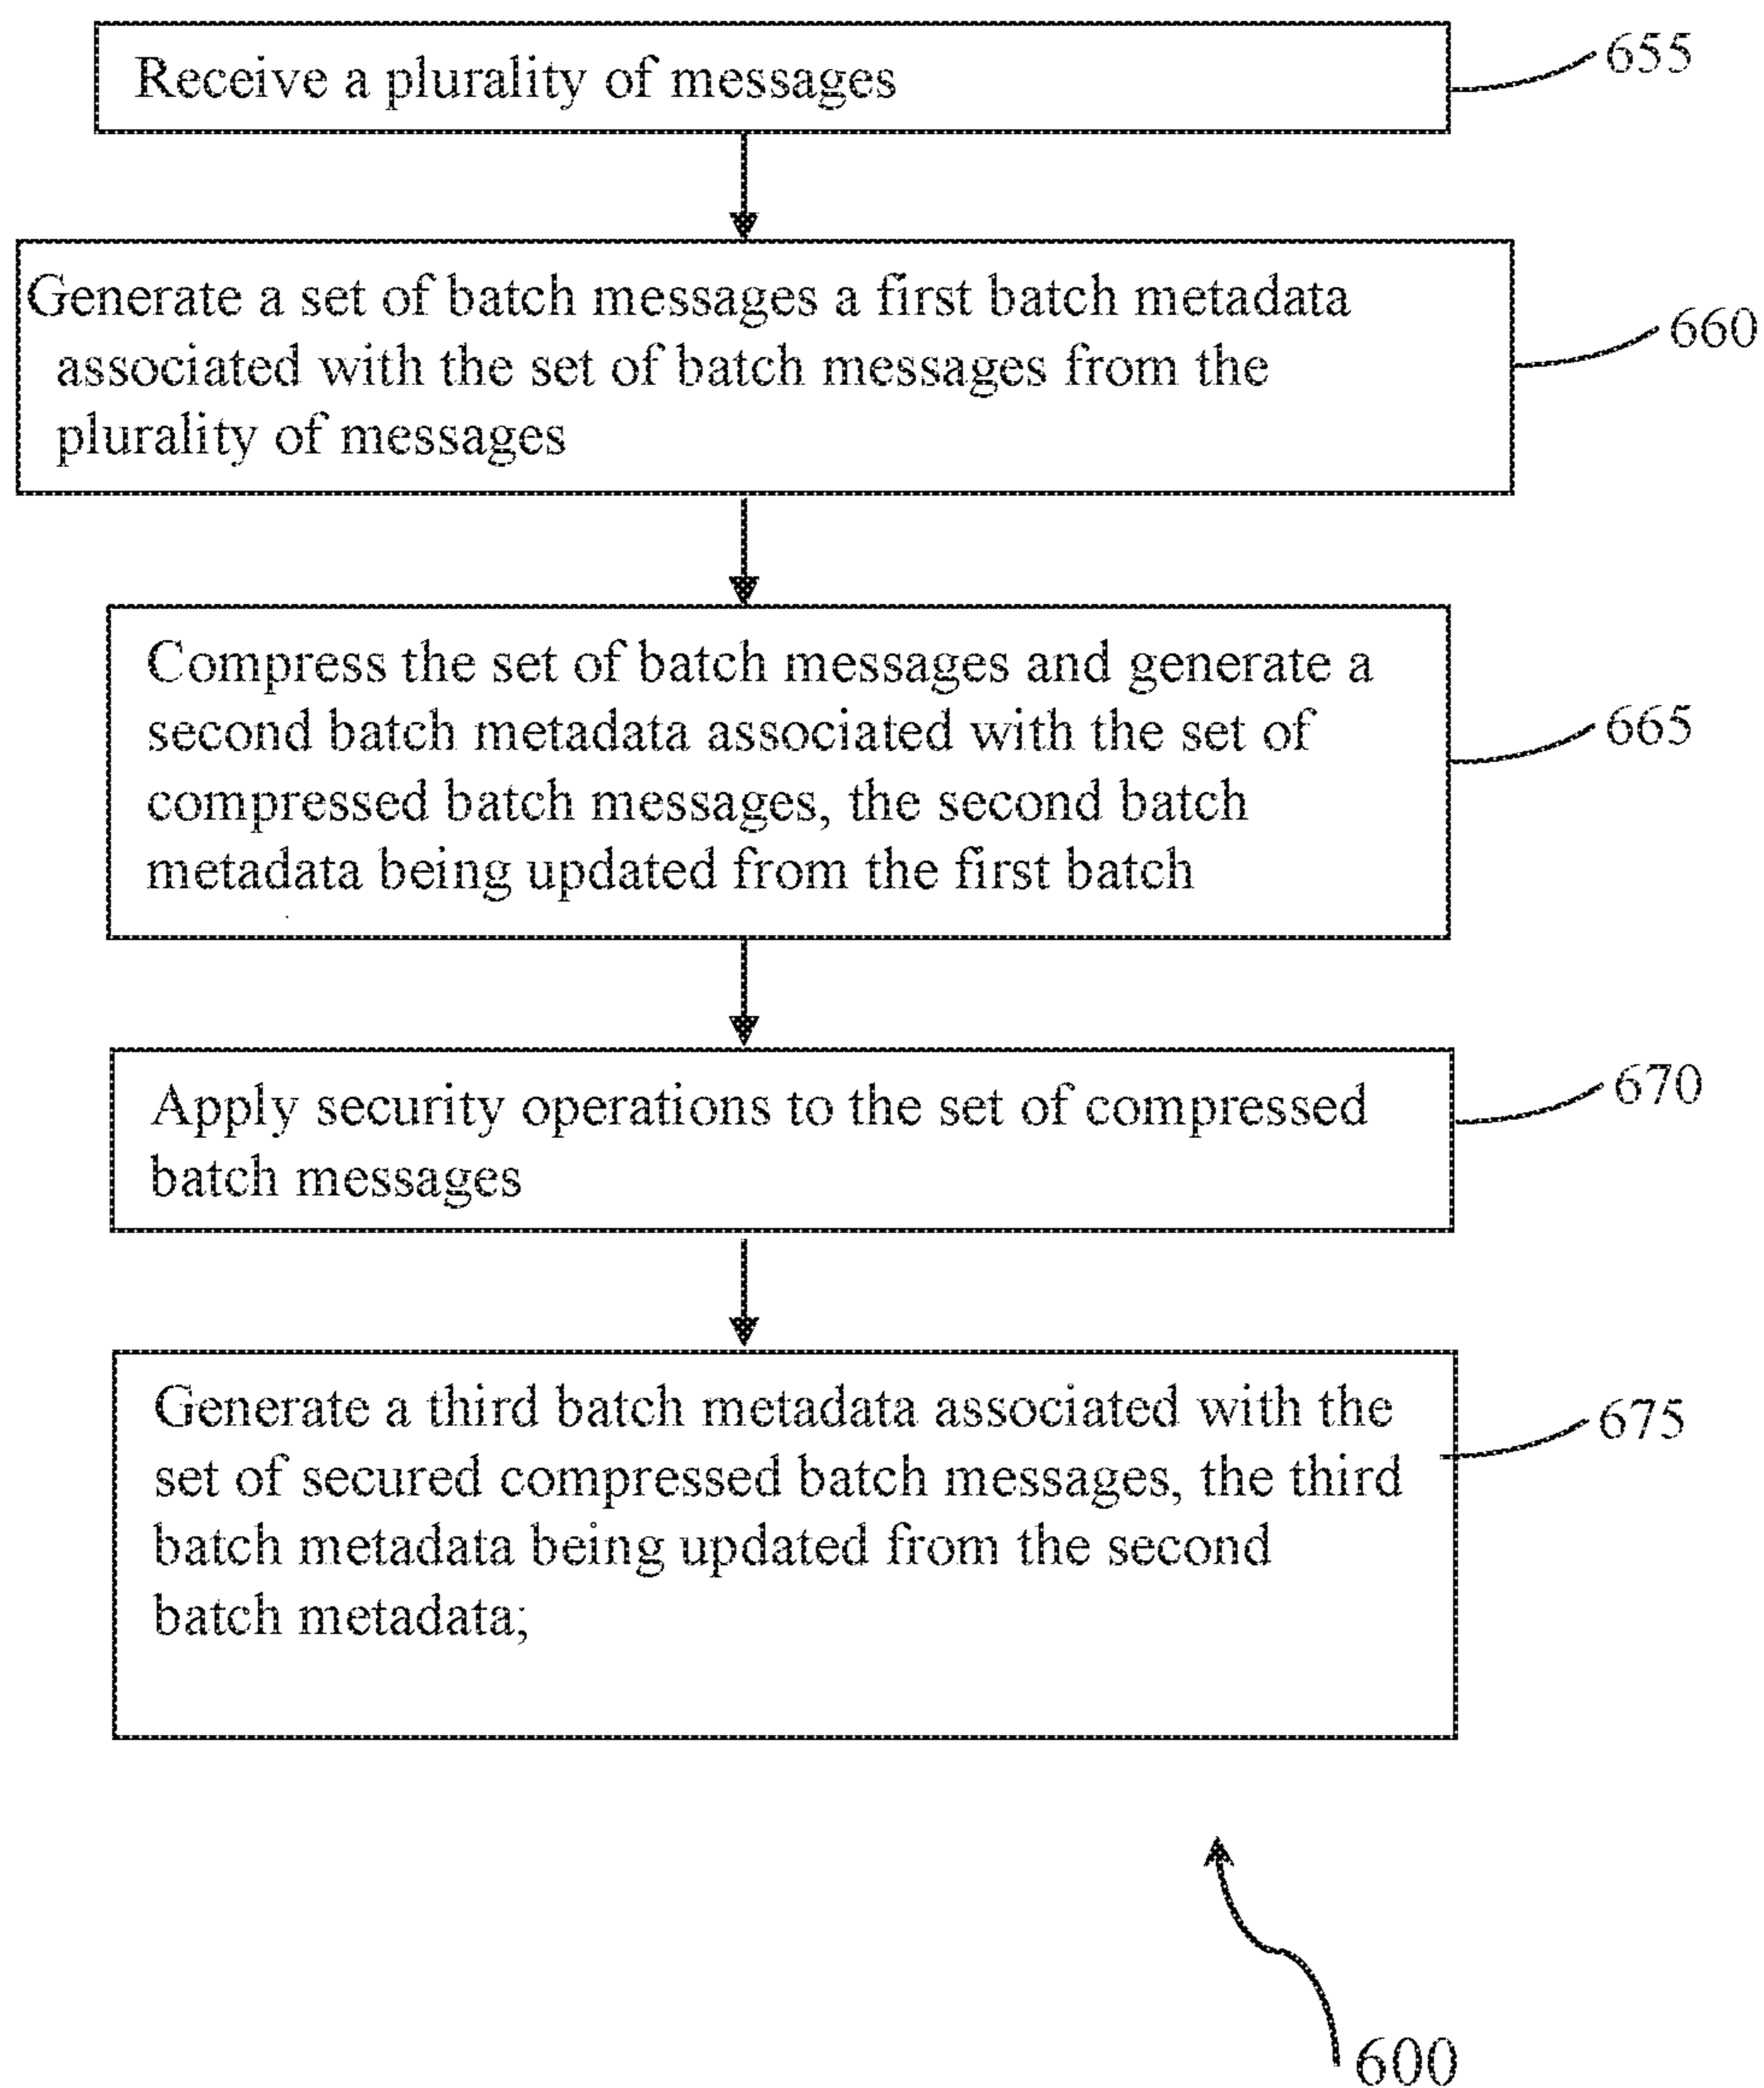 Receive a plurality of messages
655
Generate a set of batch messages a first batch metadata
associated with the set of batch messages from the
plurality of messages
660
Compress the set of batch messages and generate a
second batch metadata associated with the set of
compressed batch messages, the second batch
metadata being updated from the first batch
665
Apply security operations to the set of compressed
batch messages
670
Generate a third batch metadata associated with the
set of secured compressed batch messages, the third
batch metadata being updated from the second
batch metadata;
675
600